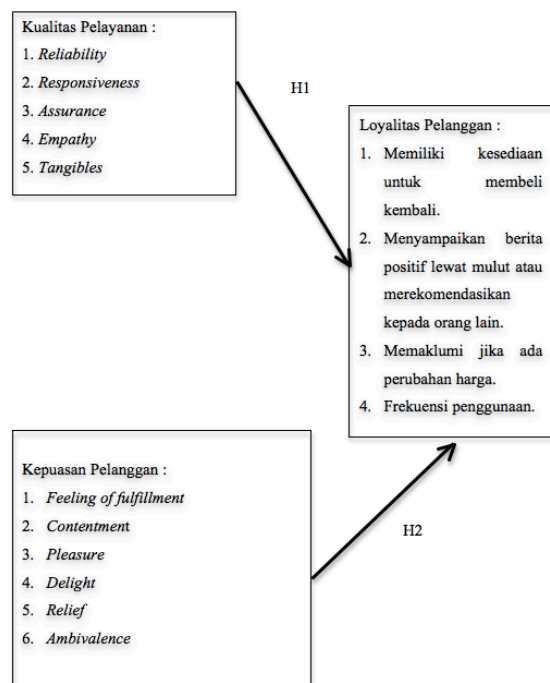 Kualitas Pelayanan :
1. Reliability
2. Responsiveness
3. Assurance
4. Empathy
5. Tangibles
H1
Loyalitas Pelanggan :
1. Memiliki kesediaan
untuk membeli
kembali.
2. Menyampaikan berita
positif lewat mulut atau
merekomendasikan
kepada orang lain.
3. Memaklumi jika ada
perubahan harga.
4. Frekuensi penggunaan.
Kepuasan Pelanggan :
1. Feeling of fulfillment
2. Contentment
3. Pleasure
4. Delight
5. Relief
6. Ambivalence
H2